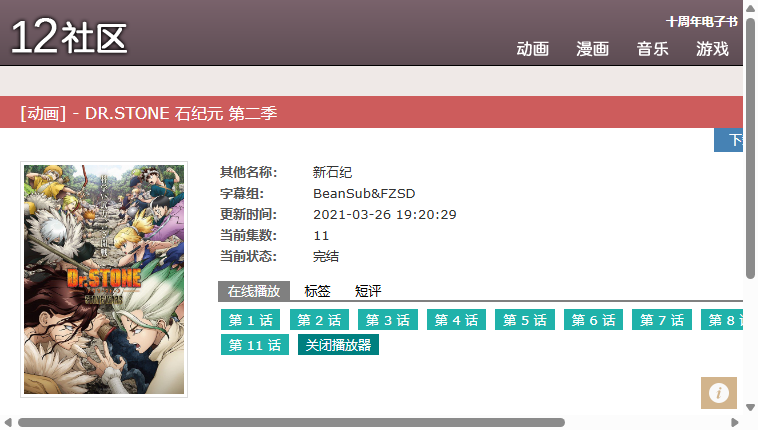 12社区
十周年电子书
动画 漫画 音乐 游戏
[动画] - DR.STONE 石纪元 第二季
其他名称: 新石纪
字幕组: BeanSub&FZSD
更新时间: 2021-03-26 19:20:29
当前集数: 11
当前状态: 完结
Dr.STONE
在线播放 标签 短评
第 1 话 第 2 话 第 3 话 第 4 话 第 5 话 第 6 话 第 7 话 第 8
第 11 话 关闭播放器